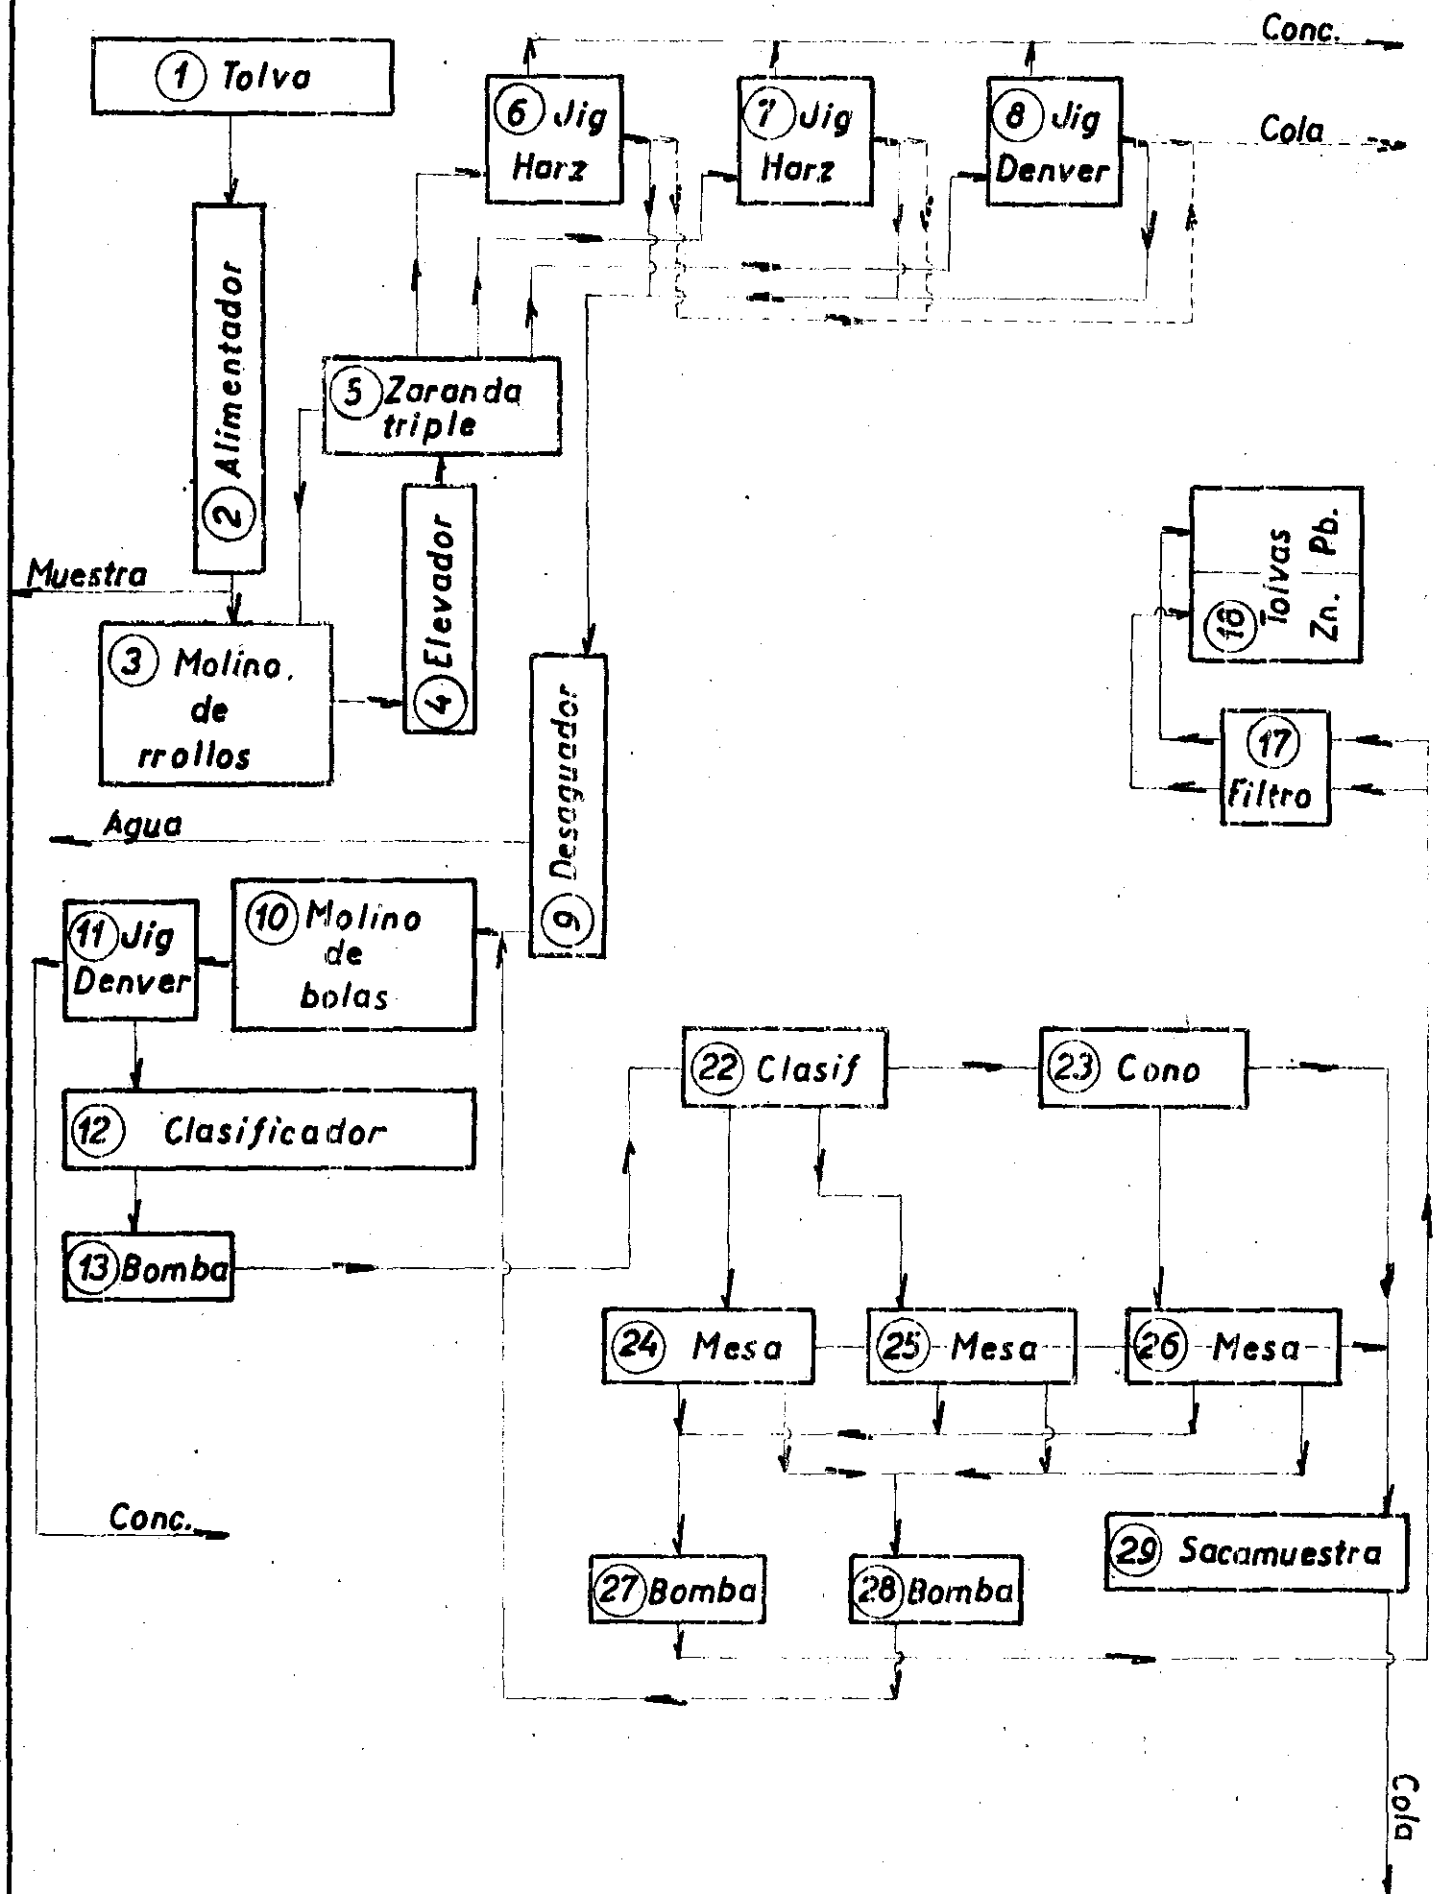 1 Tolva
2 Alimentador
Muestra
3 Molino.
de
rrollos
4 Elevador
5 Zaranda
triple
6 Jig
Harz
7 Jig
Harz
8 Jig
Denver
Conc.
Cola
9 Desaguador
Agua
10 Molino
de
bolas
11 Jig
Denver
Conc.
12 Clasificador
13 Bomba
17
Filtro
18 Tolvas
Zn. Pb.
22 Clasif
23 Cono
24 Mesa
25 Mesa
26 Mesa
27 Bomba
28 Bomba
29 Sacamuestra
Cola